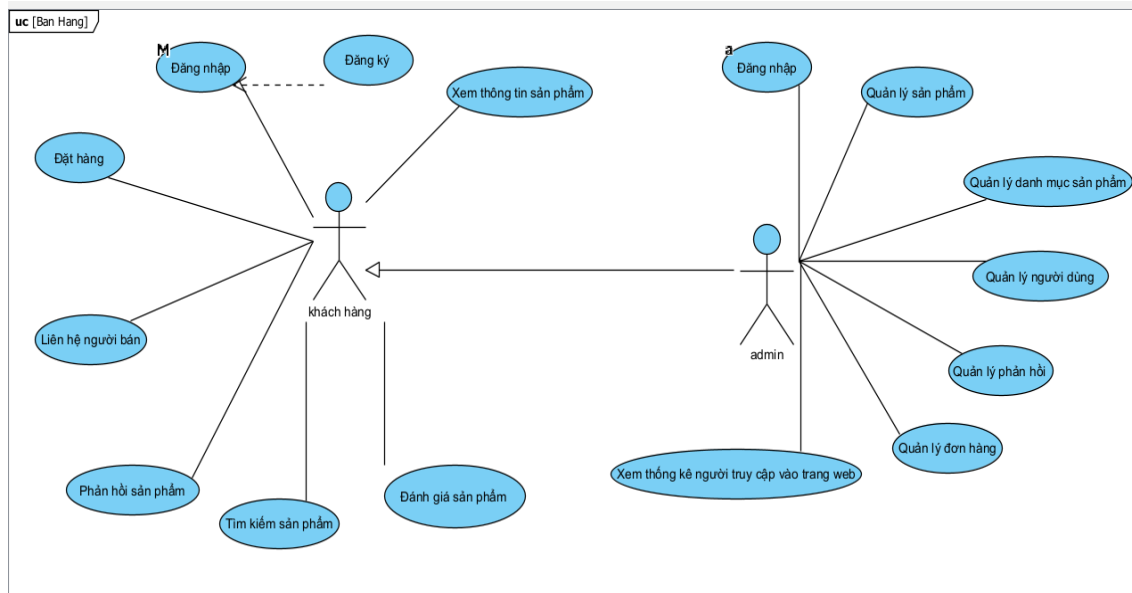 uc [Ban Hang]
M
Đăng nhập
Đăng ký
Xem thông tin sản phẩm
Đặt hàng
khách hàng
Liên hệ người bán
Phản hồi sản phẩm
Tìm kiếm sản phẩm
Đánh giá sản phẩm
a
Đăng nhập
Quản lý sản phẩm
Quản lý danh mục sản phẩm
Quản lý người dùng
admin
Quản lý phản hồi
Quản lý đơn hàng
Xem thống kê người truy cập vào trang web